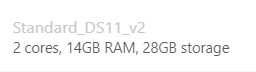 Standard_DS11_v2
2 cores, 14GB RAM, 28GB storage